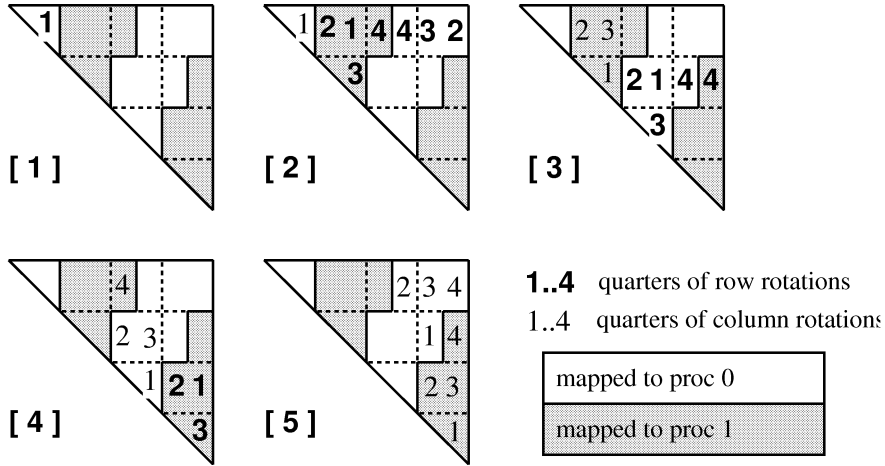 1
[ 1 ]
1 2 1 4 4 3 2
3
[ 2 ]
2 3
1 2 1 4 4
3
[ 3 ]
4
2 3
1 2 1
3
[ 4 ]
2 3 4
1 4
2 3
1
[ 5 ]
1..4 quarters of row rotations
1..4 quarters of column rotations
mapped to proc 0
mapped to proc 1